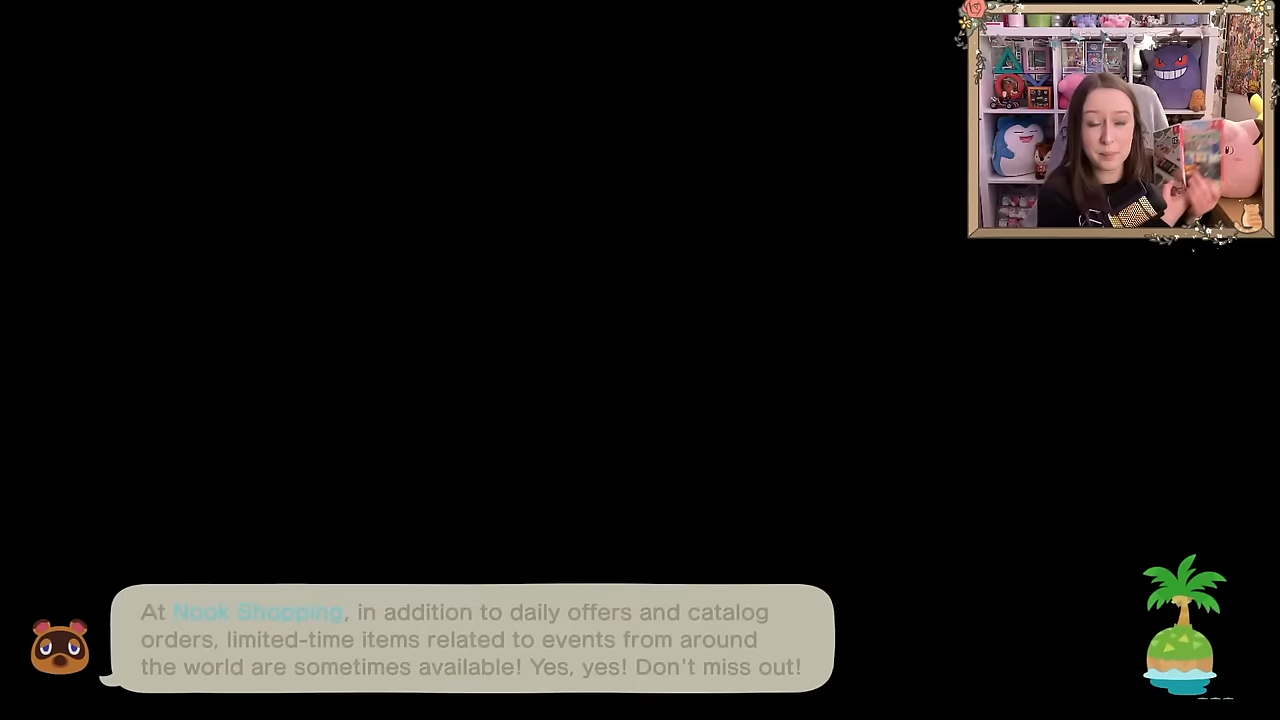 At Nook Shopping, in addition to daily offers and catalog
orders, limited-time items related to events from around
the world are sometimes available! Yes, yes! Don't miss out!